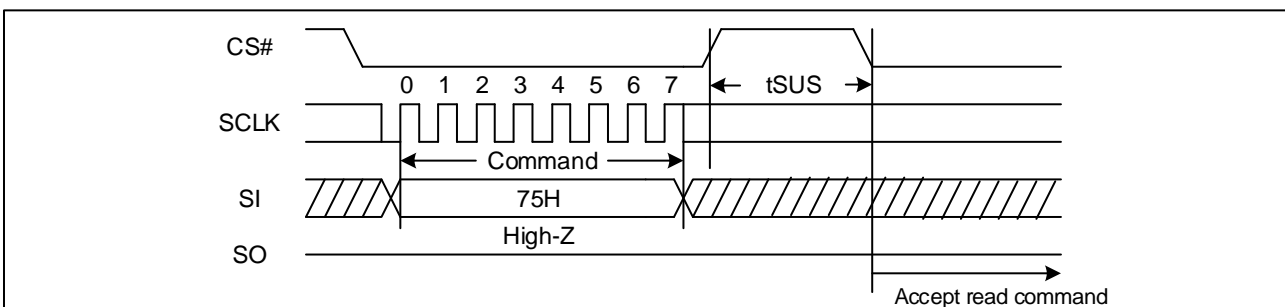 CS#
0 1 2 3 4 5 6 7
tSUS
SCLK
Command
SI
75H
High-Z
SO
Accept read command